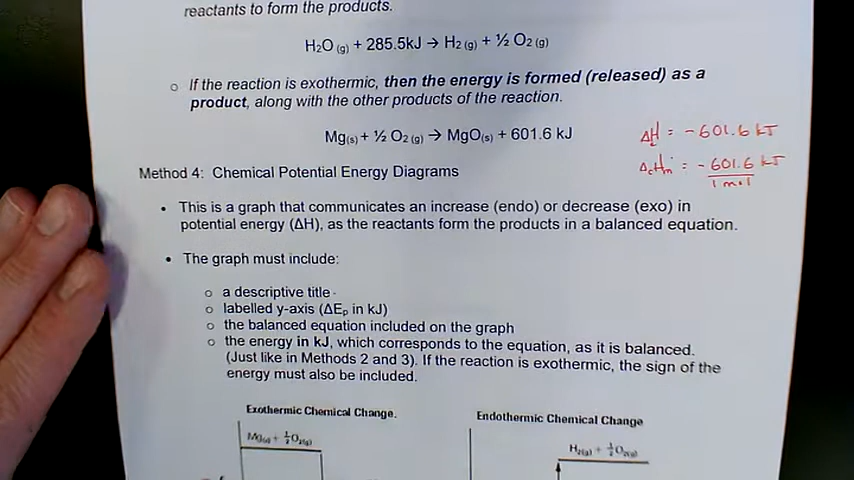 reactants to form the products.
H₂O (g) + 285.5kJ → H₂ (g) + ½ O₂ (g)
o If the reaction is exothermic, then the energy is formed (released) as a
product, along with the other products of the reaction.
Mg(s) + ½ O₂ (g) → MgO(s) + 601.6 kJ
ΔcH = -601.6 kJ
ΔcHm° = -601.6 kJ
1 mol
Method 4: Chemical Potential Energy Diagrams
• This is a graph that communicates an increase (endo) or decrease (exo) in
potential energy (ΔH), as the reactants form the products in a balanced equation.
• The graph must include:
o a descriptive title
o labelled y-axis (ΔEₚ in kJ)
o the balanced equation included on the graph
o the energy in kJ, which corresponds to the equation, as it is balanced.
(Just like in Methods 2 and 3). If the reaction is exothermic, the sign of the
energy must also be included.
Exothermic Chemical Change.
Endothermic Chemical Change
Mg(s) + ½O₂(g)
H₂(g) + ½O₂(g)